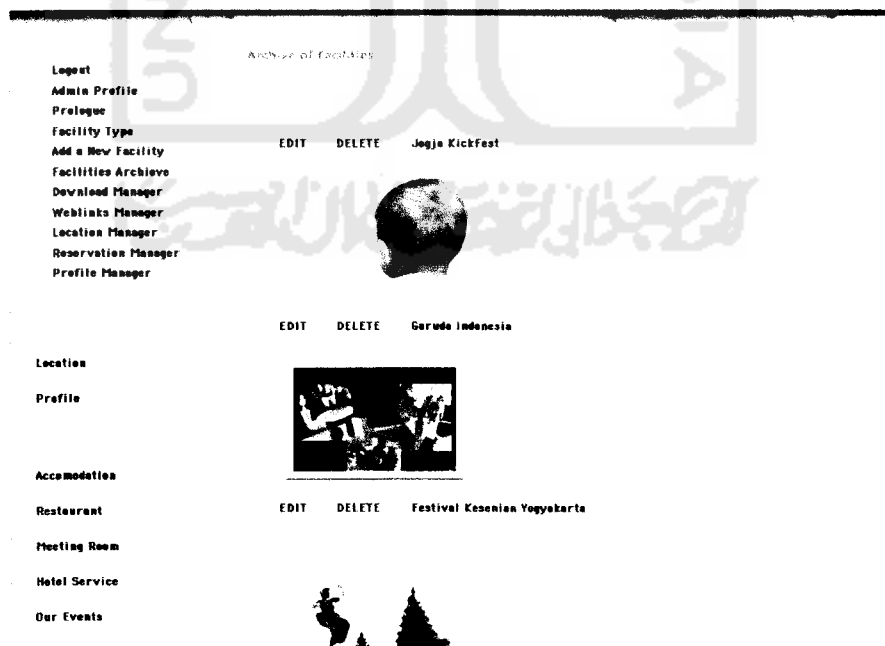 Archive of Facilities
Logout
Admin Profile
Prologue
Facility Type
Add a New Facility
Facilities Archieve
Download Manager
Weblinks Manager
Location Manager
Reservation Manager
Profile Manager
Location
Profile
Accomodation
Restaurant
Meeting Room
Hotel Service
Our Events
EDIT DELETE Jogja KickFest
EDIT DELETE Garuda Indonesia
EDIT DELETE Festival Kesenian Yogyakarta